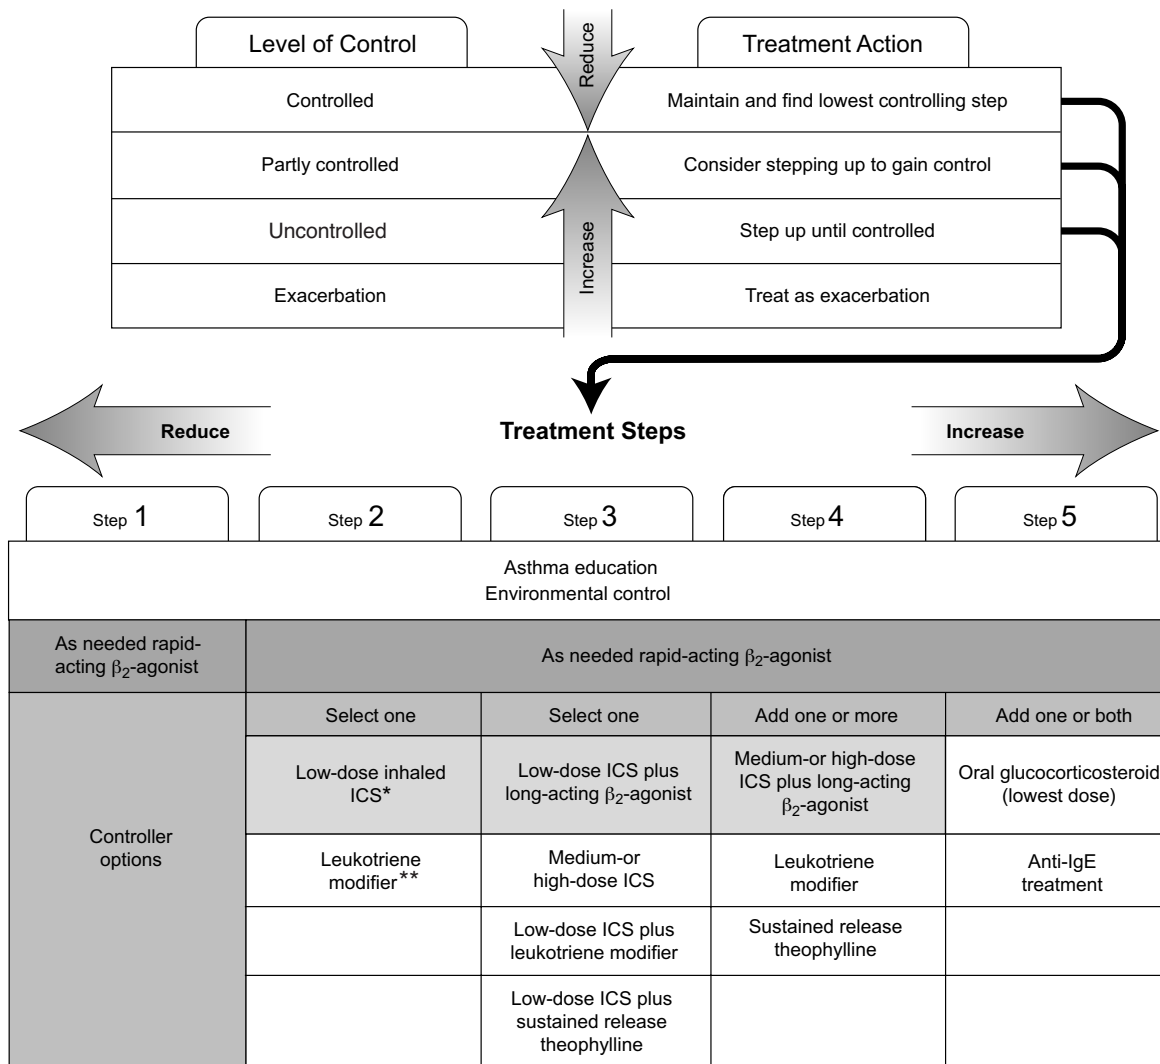 Level of Control
Reduce
Treatment Action
Controlled
Maintain and find lowest controlling step
Partly controlled
Consider stepping up to gain control
Uncontrolled
Increase
Step up until controlled
Exacerbation
Treat as exacerbation
Reduce
Treatment Steps
Increase
Step 1
Step 2
Step 3
Step 4
Step 5
Asthma education
Environmental control
As needed rapid-
acting β₂-agonist
As needed rapid-acting β₂-agonist
Controller
options
Select one
Select one
Add one or more
Add one or both
Low-dose inhaled
ICS*
Low-dose ICS plus
long-acting β₂-agonist
Medium-or high-dose
ICS plus long-acting
β₂-agonist
Oral glucocorticosteroid
(lowest dose)
Leukotriene
modifier**
Medium-or
high-dose ICS
Leukotriene
modifier
Anti-IgE
treatment
Low-dose ICS plus
leukotriene modifier
Sustained release
theophylline
Low-dose ICS plus
sustained release
theophylline